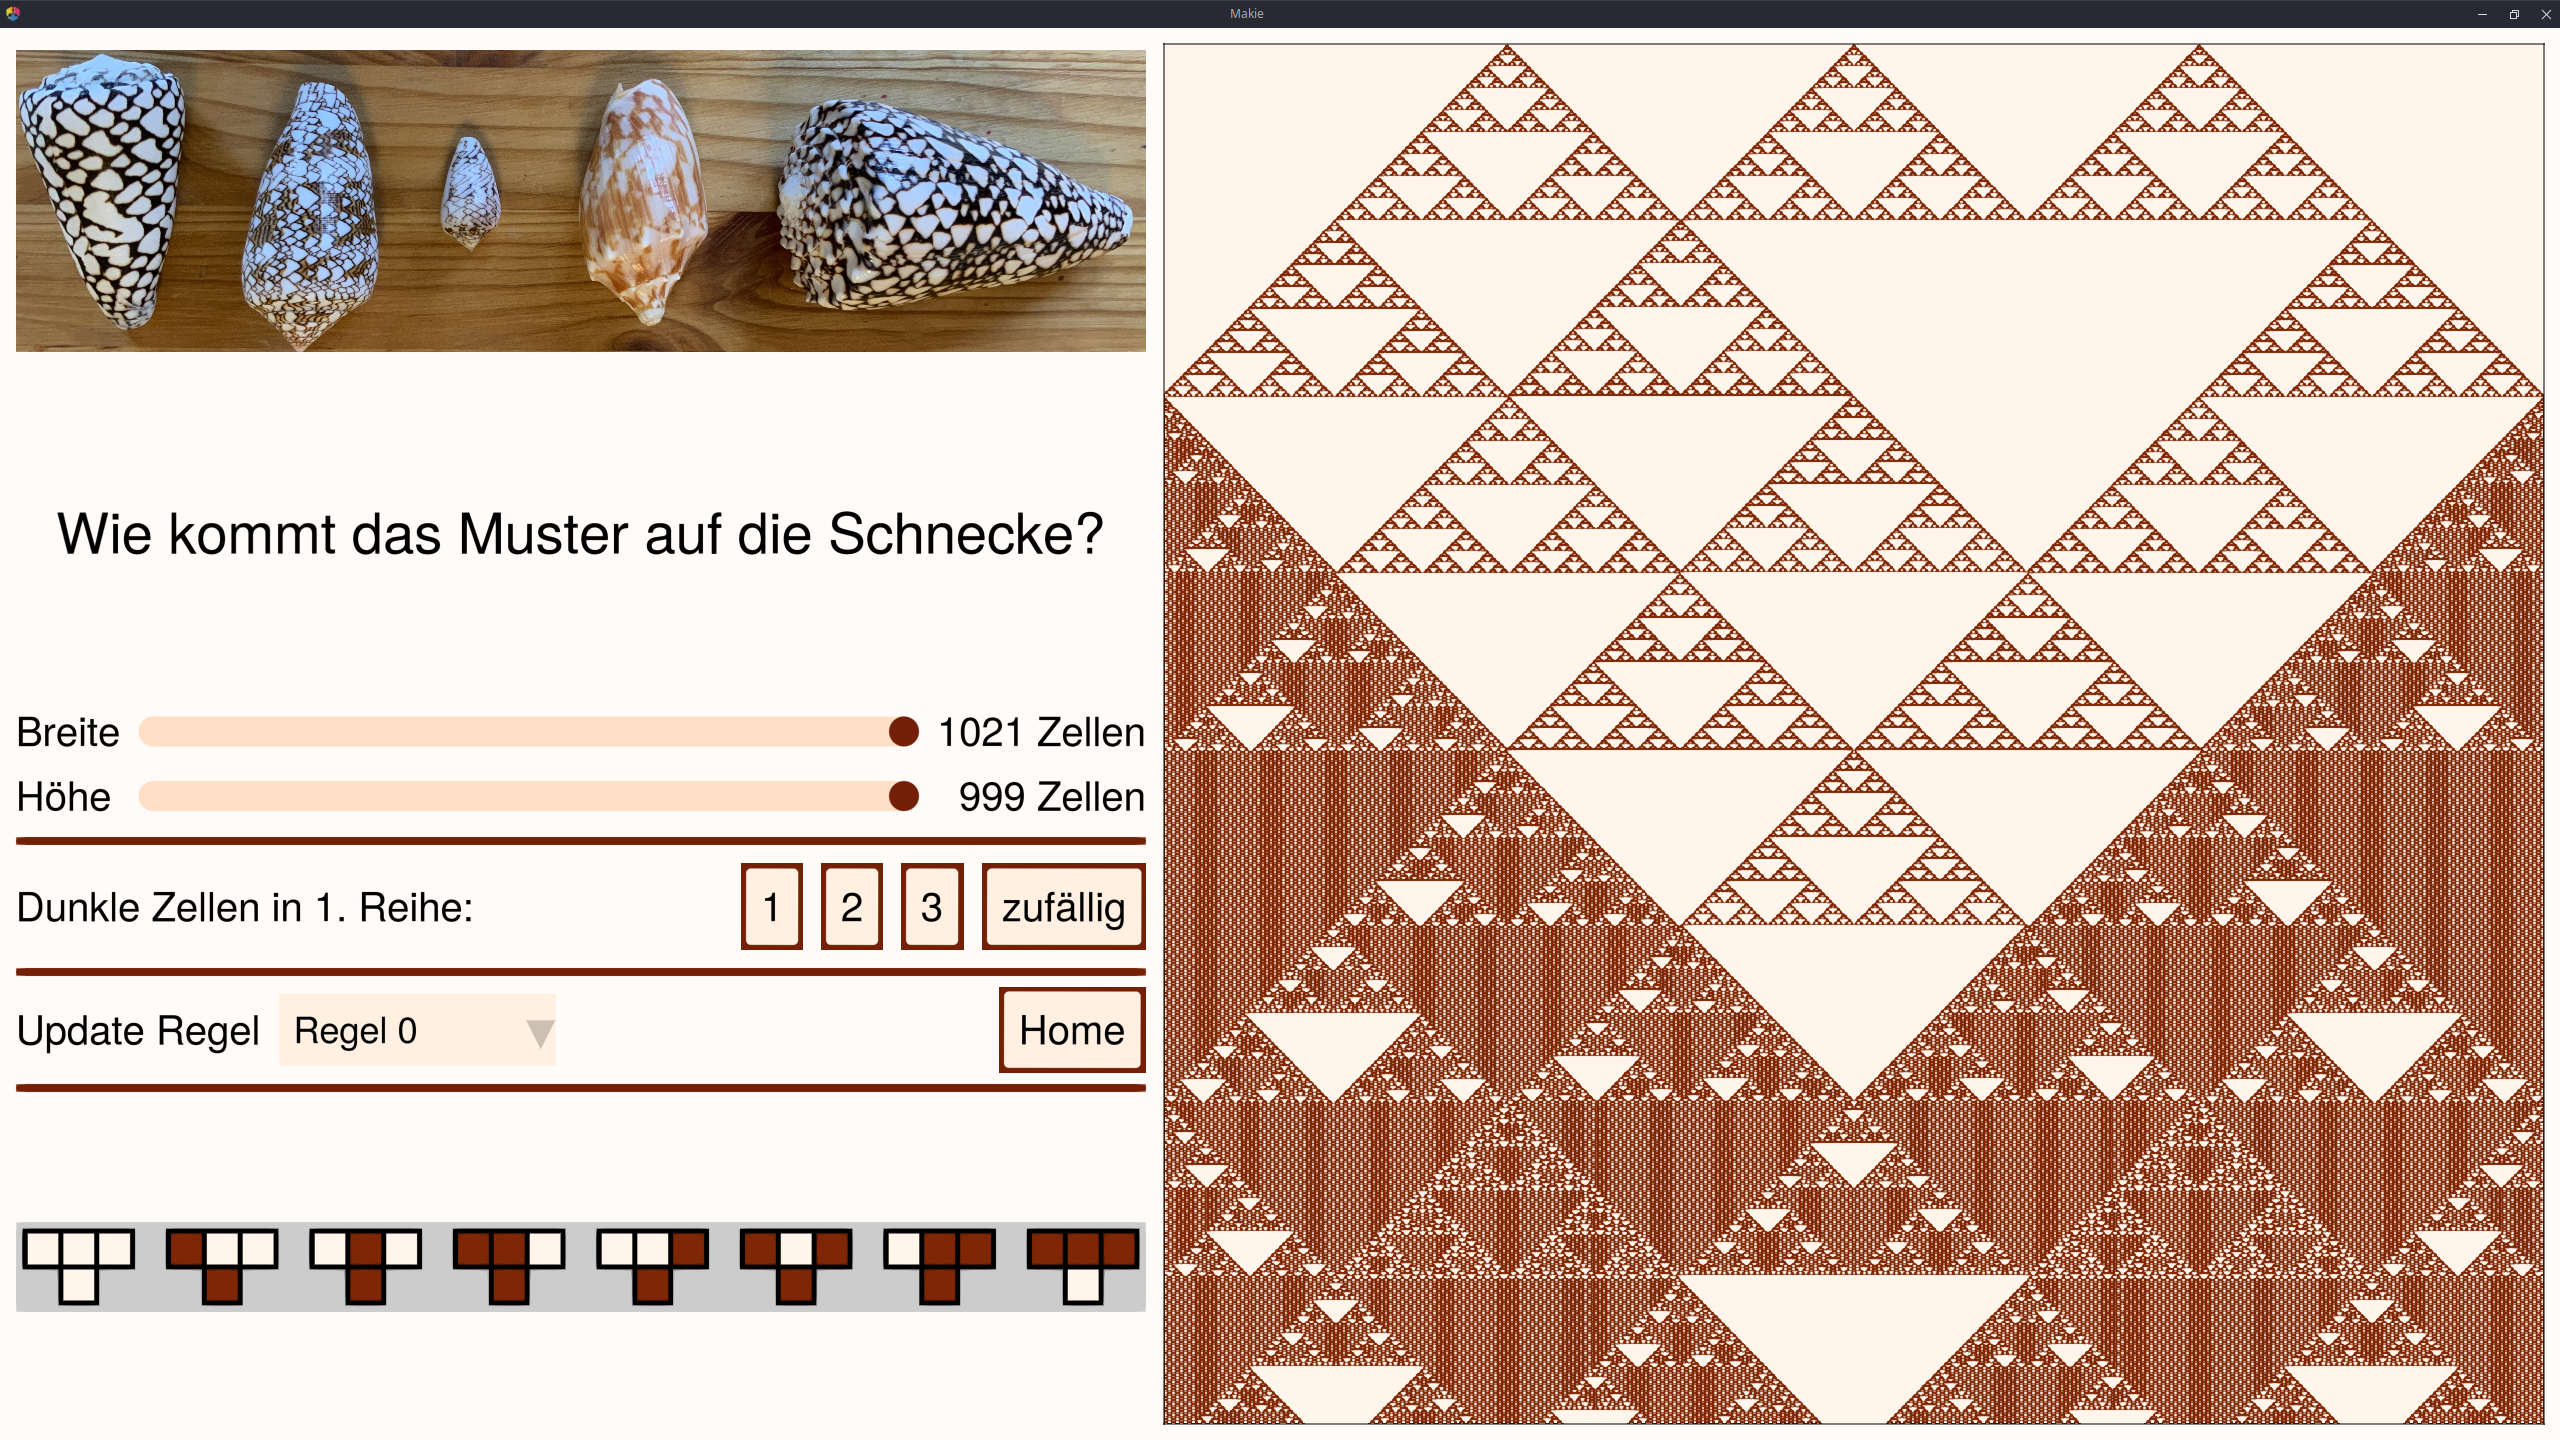 Makie
Wie kommt das Muster auf die Schnecke?
Breite 1021 Zellen
Höhe 999 Zellen
Dunkle Zellen in 1. Reihe: 1 2 3 zufällig
Update Regel Regel 0 Home